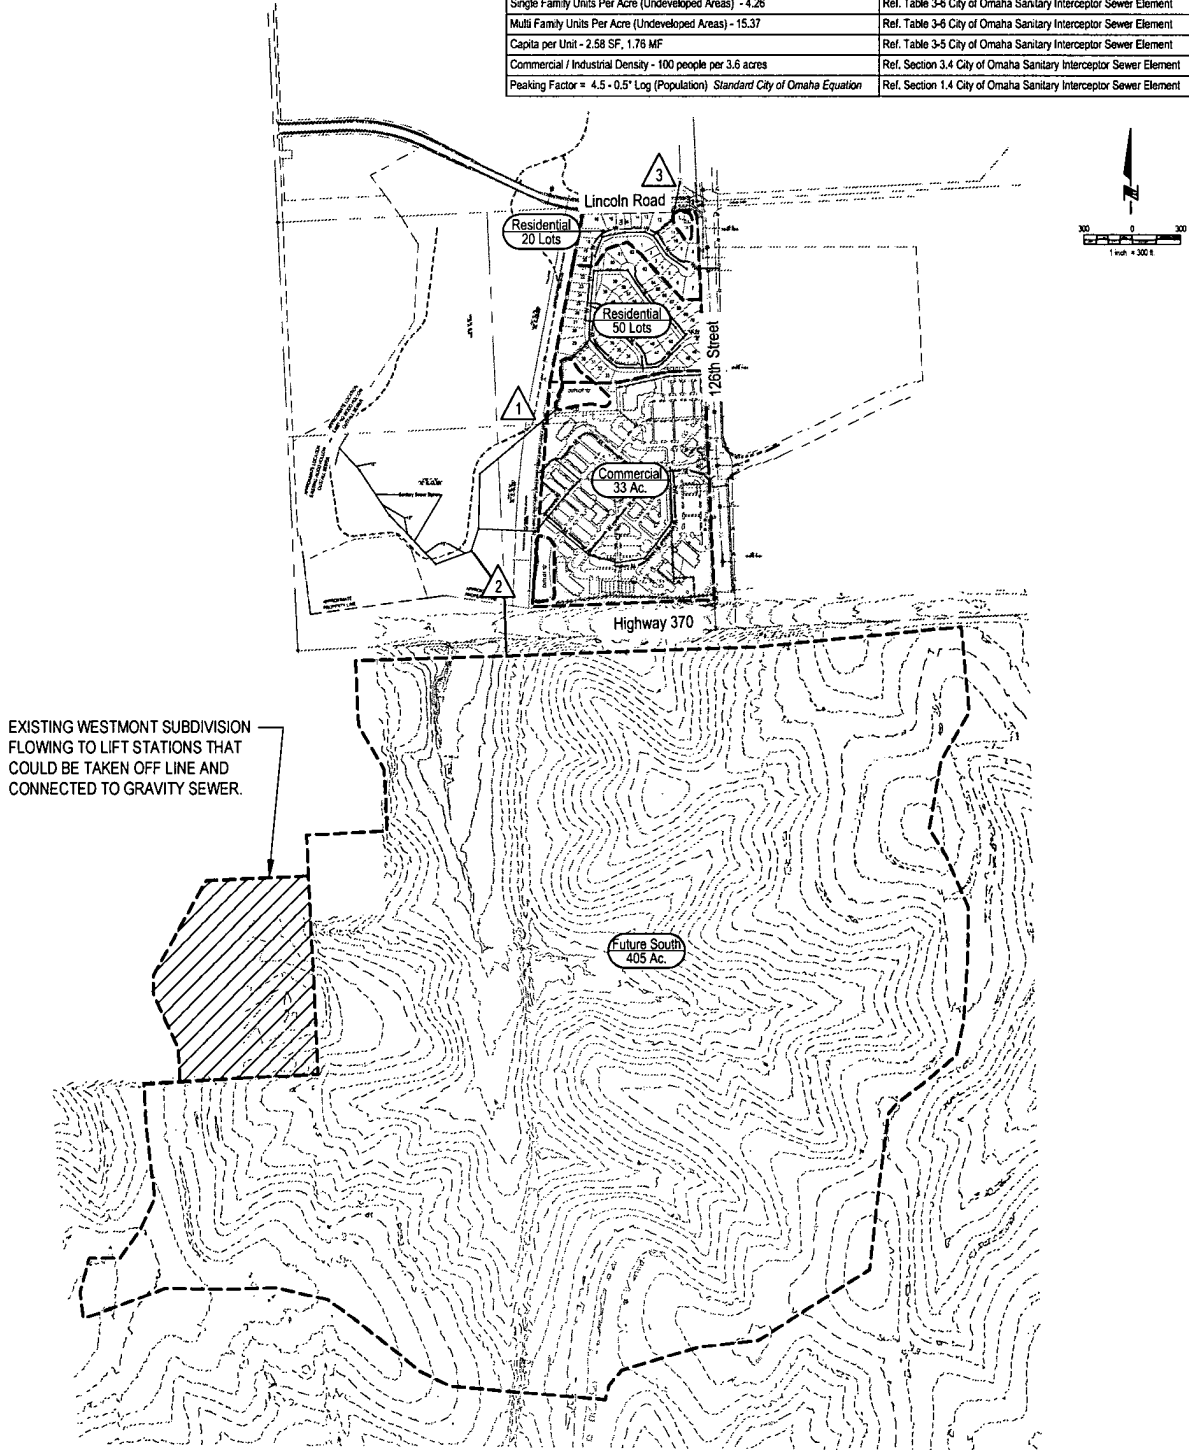 Single Family Units Per Acre (Undeveloped Areas) - 4.26
Ref. Table 3-6 City of Omaha Sanitary Interceptor Sewer Element
Multi Family Units Per Acre (Undeveloped Areas) - 15.37
Ref. Table 3-6 City of Omaha Sanitary Interceptor Sewer Element
Capita per Unit - 2.58 SF, 1.76 MF
Ref. Table 3-5 City of Omaha Sanitary Interceptor Sewer Element
Commercial / Industrial Density - 100 people per 3.6 acres
Ref. Section 3.4 City of Omaha Sanitary Interceptor Sewer Element
Peaking Factor = 4.5 - 0.5* Log (Population) Standard City of Omaha Equation
Ref. Section 1.4 City of Omaha Sanitary Interceptor Sewer Element
N
300 0 300
1 inch = 300 ft.
3
Lincoln Road
Residential
20 Lots
Residential
50 Lots
126th Street
1
Commercial
33 Ac.
2
Highway 370
EXISTING WESTMONT SUBDIVISION
FLOWING TO LIFT STATIONS THAT
COULD BE TAKEN OFF LINE AND
CONNECTED TO GRAVITY SEWER.
Future South
405 Ac.